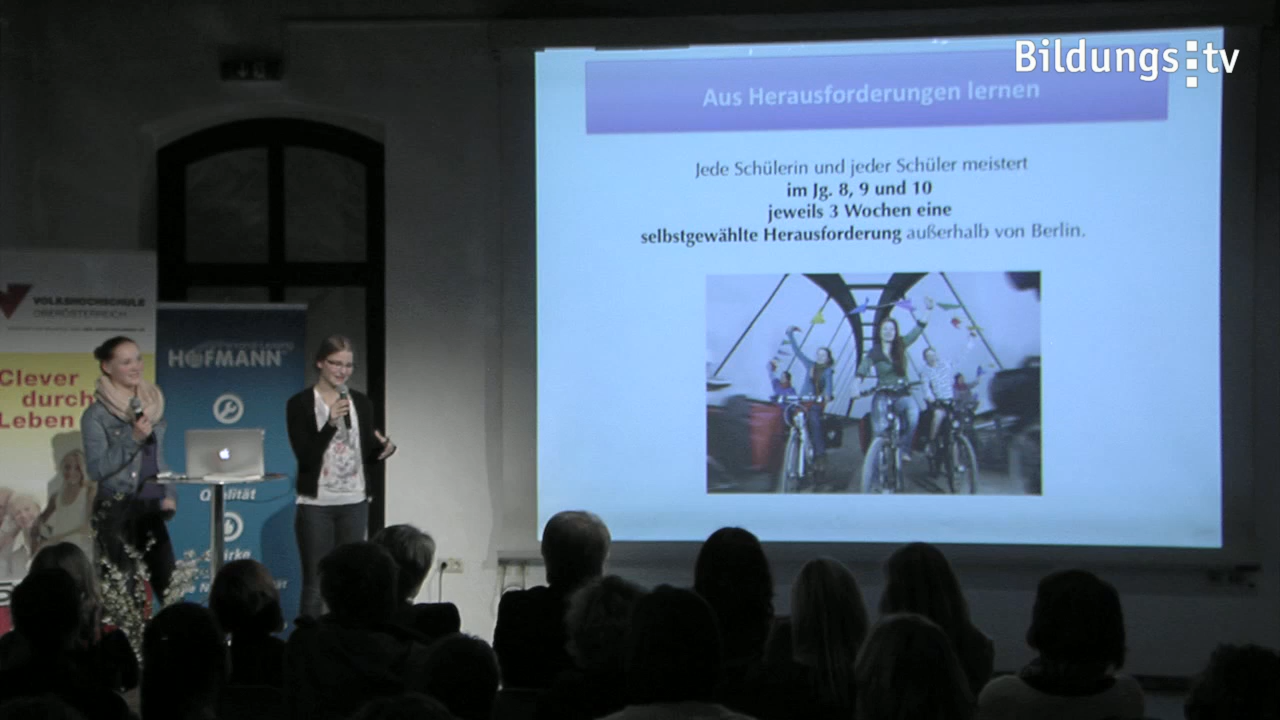 Bildungs:tv
Aus Herausforderungen lernen
Jede Schülerin und jeder Schüler meistert
im Jg. 8, 9 und 10
jeweils 3 Wochen eine
selbstgewählte Herausforderung außerhalb von Berlin.
VOLKSHOCHSCHULE
OBERÖSTERREICH
Clever
durch
Leben
HOFMANN
Qualität